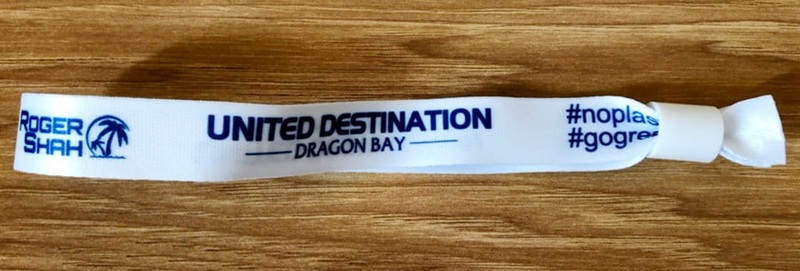 ROGER
SHAH
UNITED DESTINATION
DRAGON BAY
#noplas
#gogre